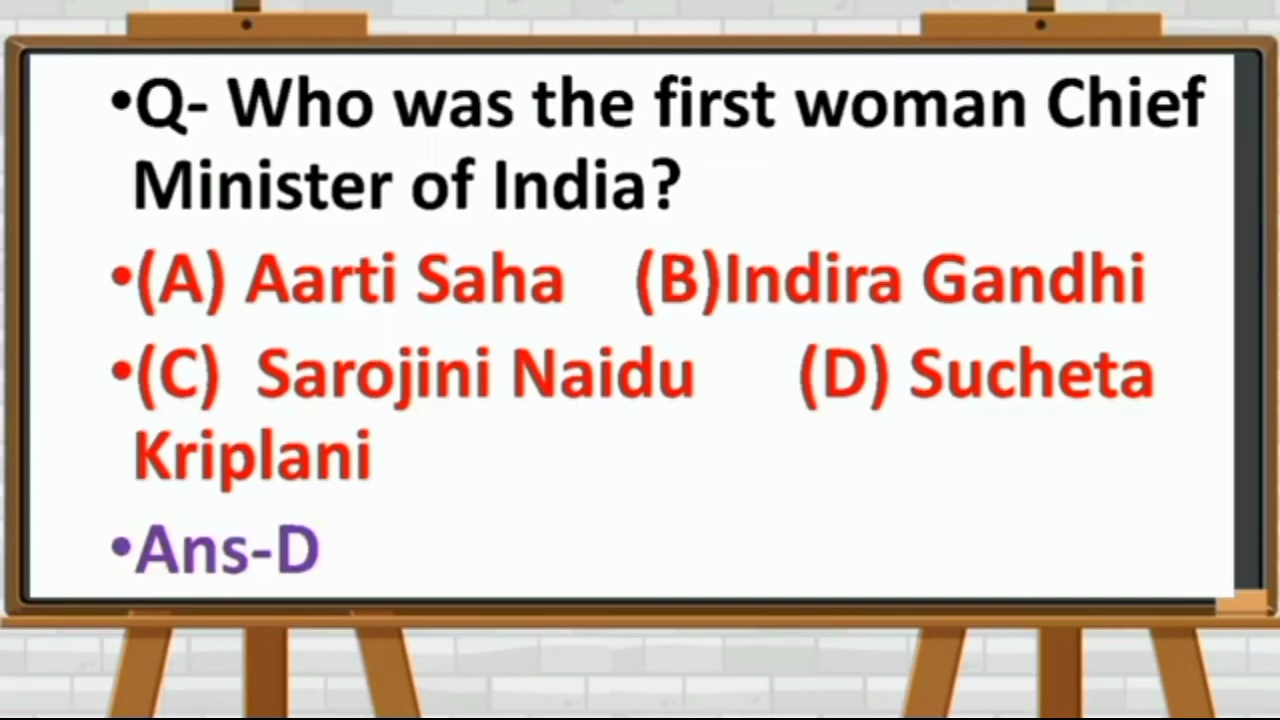 •Q- Who was the first woman Chief
Minister of India?
•(A) Aarti Saha (B)Indira Gandhi
•(C) Sarojini Naidu (D) Sucheta
Kriplani
•Ans-D